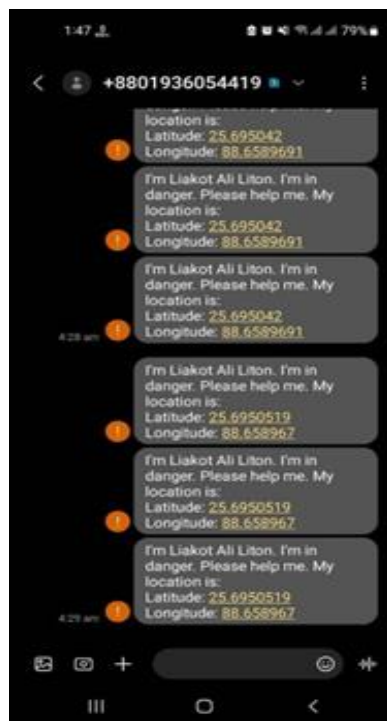 1:47
79%
+8801936054419
location is:
Latitude: 25.695042
Longitude: 88.6589691
I'm Liakot Ali Liton. I'm in
danger. Please help me. My
location is:
Latitude: 25.695042
Longitude: 88.6589691
I'm Liakot Ali Liton. I'm in
danger. Please help me. My
location is:
Latitude: 25.695042
Longitude: 88.6589691
4:28 am
I'm Liakot Ali Liton. I'm in
danger. Please help me. My
location is:
Latitude: 25.6950519
Longitude: 88.658967
I'm Liakot Ali Liton. I'm in
danger. Please help me. My
location is:
Latitude: 25.6950519
Longitude: 88.658967
I'm Liakot Ali Liton. I'm in
danger. Please help me. My
location is:
Latitude: 25.6950519
Longitude: 88.658967
4:29 am